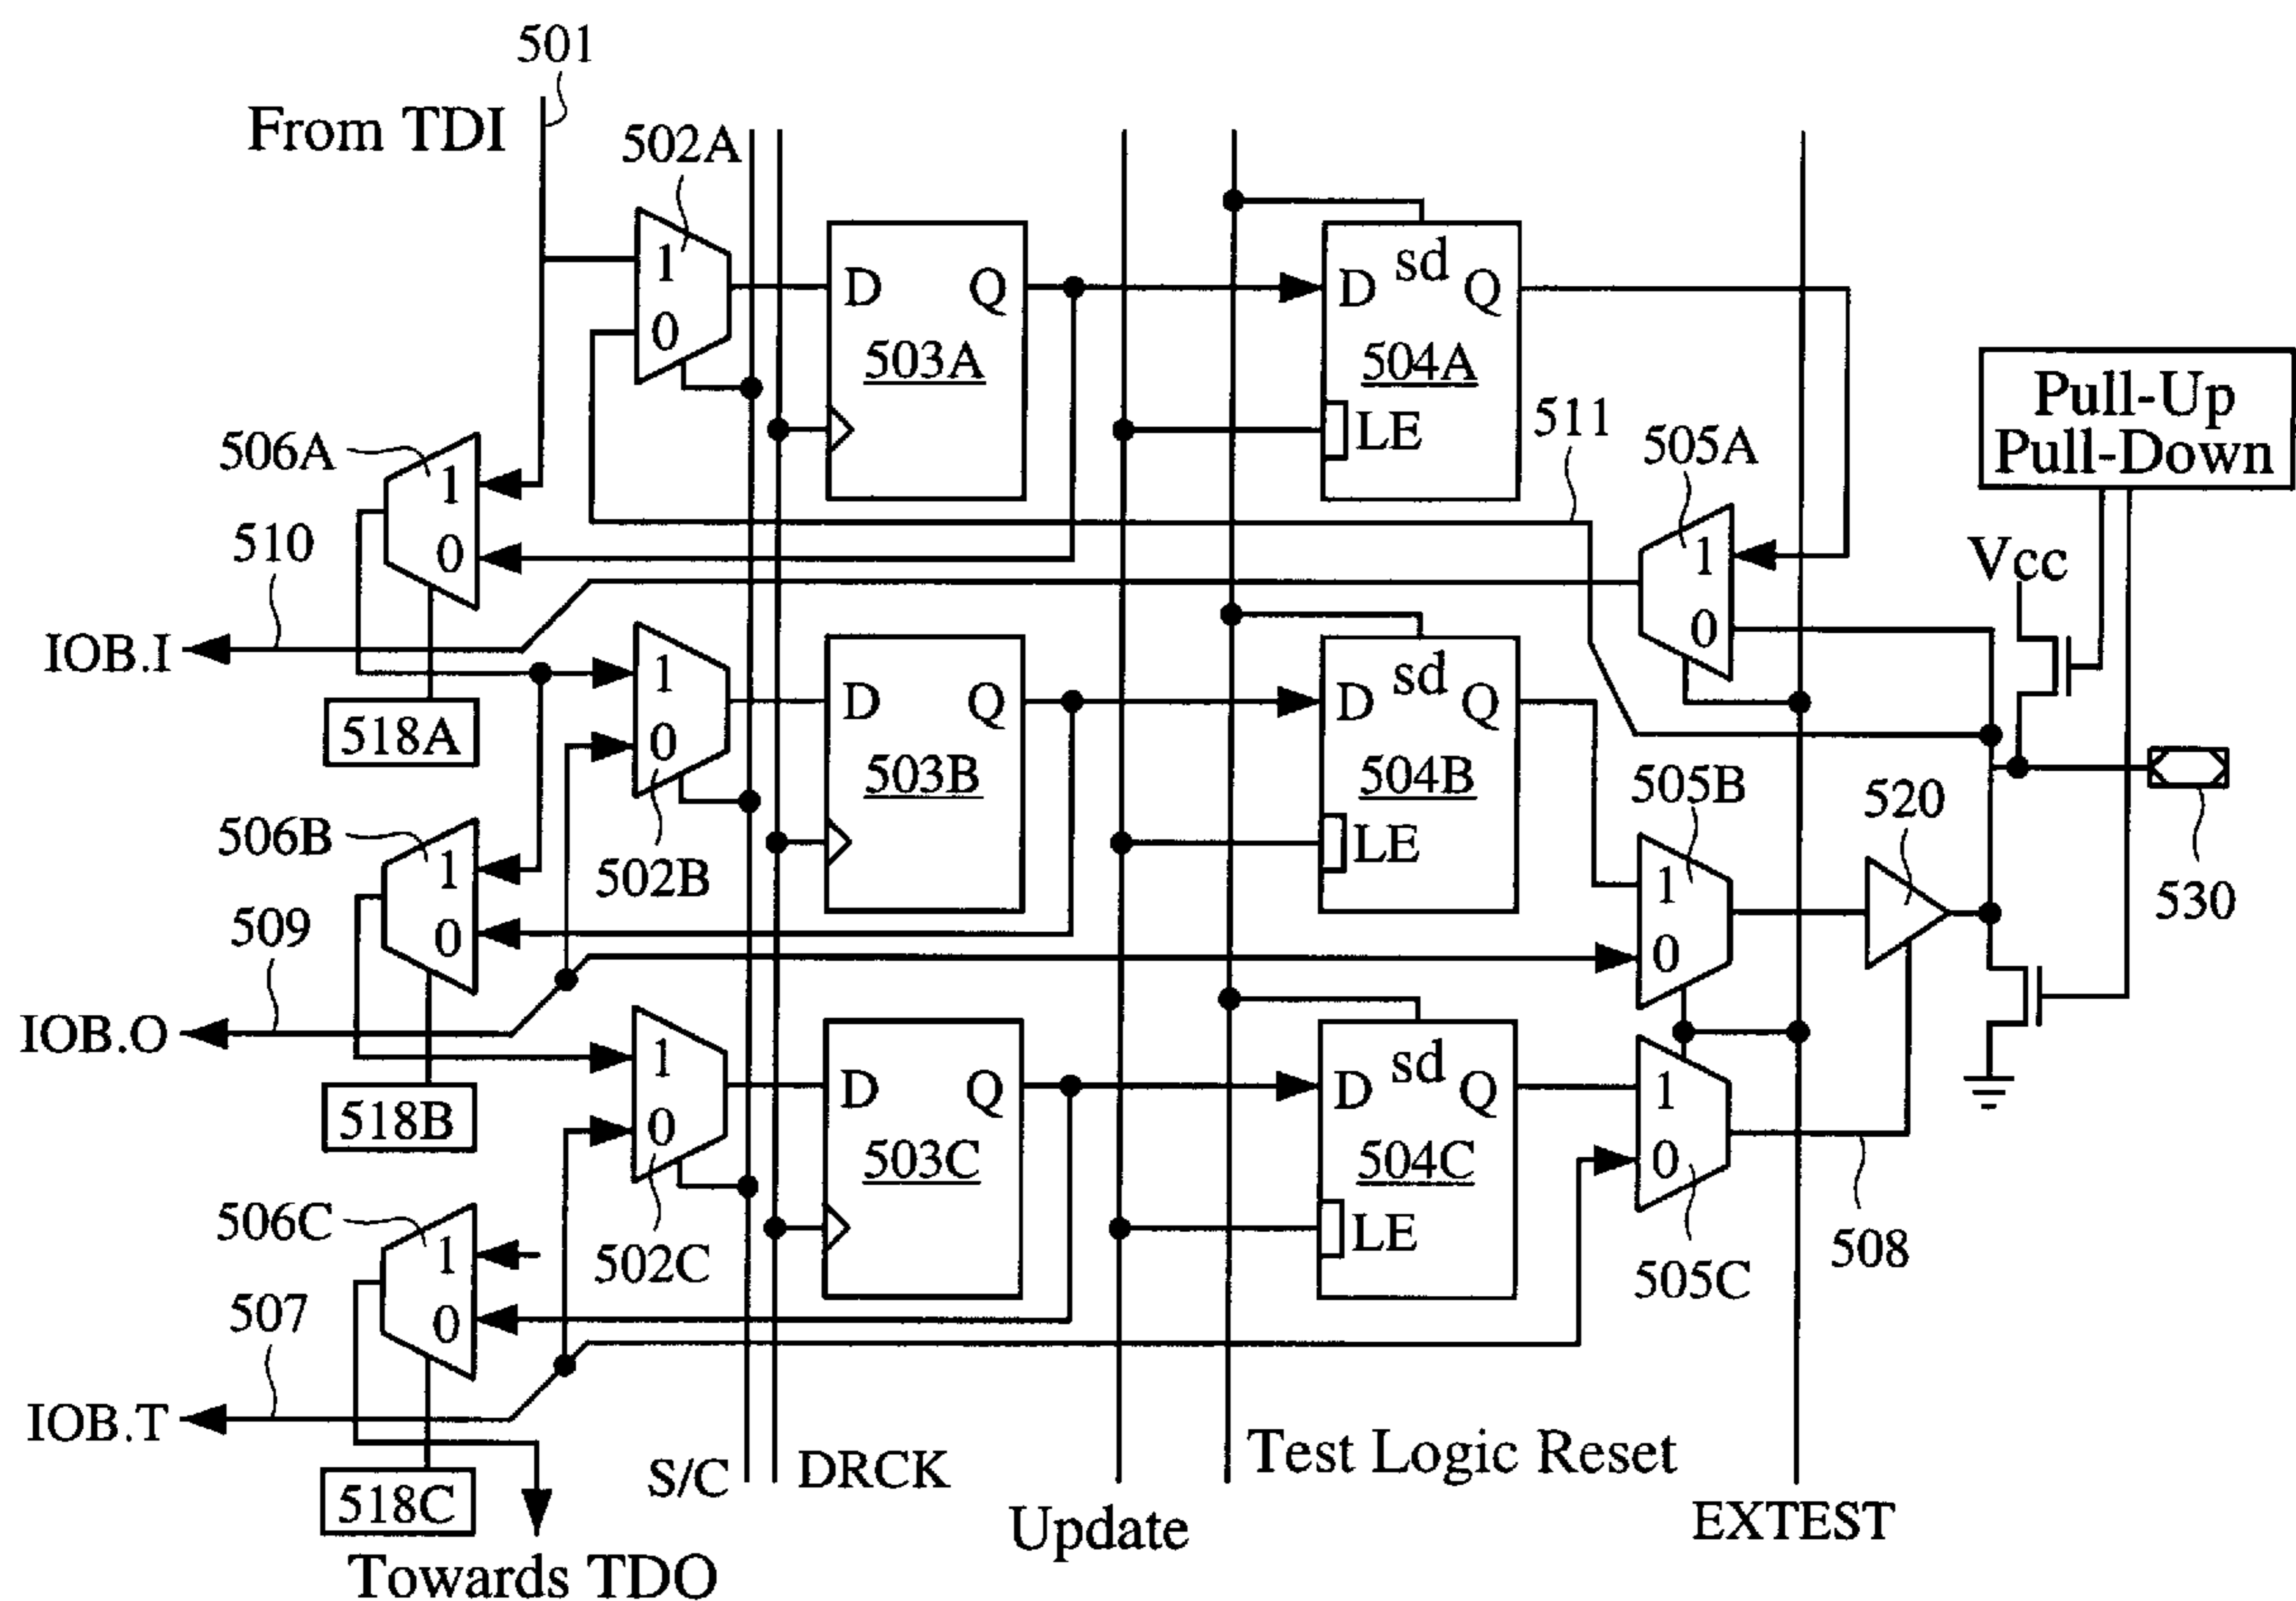 501
From TDI
502A
1
0
D
Q
503A
D
sd
Q
504A
LE
506A
1
0
510
IOB.I
518A
511
505A
1
0
Pull-Up
Pull-Down
Vcc
1
0
502B
D
Q
503B
D
sd
Q
504B
LE
506B
1
0
509
IOB.O
518B
505B
1
0
520
530
1
0
502C
D
Q
503C
D
sd
Q
504C
LE
506C
1
0
507
IOB.T
518C
1
0
505C
508
S/C
DRCK
Update
Test Logic Reset
EXTEST
Towards TDO